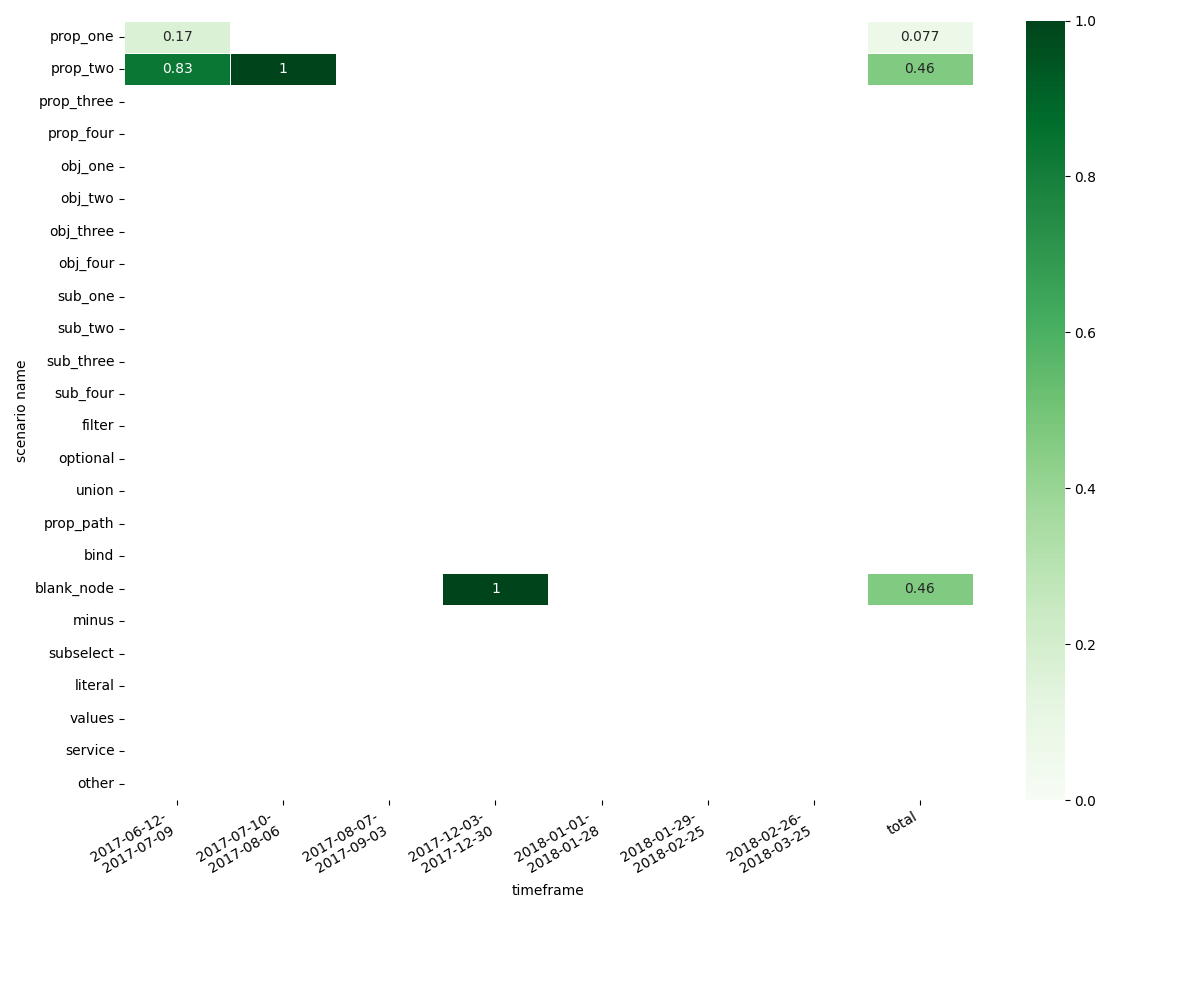 prop_one
0.17
0.077
prop_two
0.83
1
0.46
prop_three
prop_four
obj_one
obj_two
obj_three
obj_four
sub_one
sub_two
sub_three
sub_four
filter
optional
union
prop_path
bind
blank_node
1
0.46
minus
subselect
literal
values
service
other
scenario name
2017-06-12-
2017-07-09
2017-07-10-
2017-08-06
2017-08-07-
2017-09-03
2017-12-03-
2017-12-30
2018-01-01-
2018-01-28
2018-01-29-
2018-02-25
2018-02-26-
2018-03-25
total
timeframe
1.0
0.8
0.6
0.4
0.2
0.0